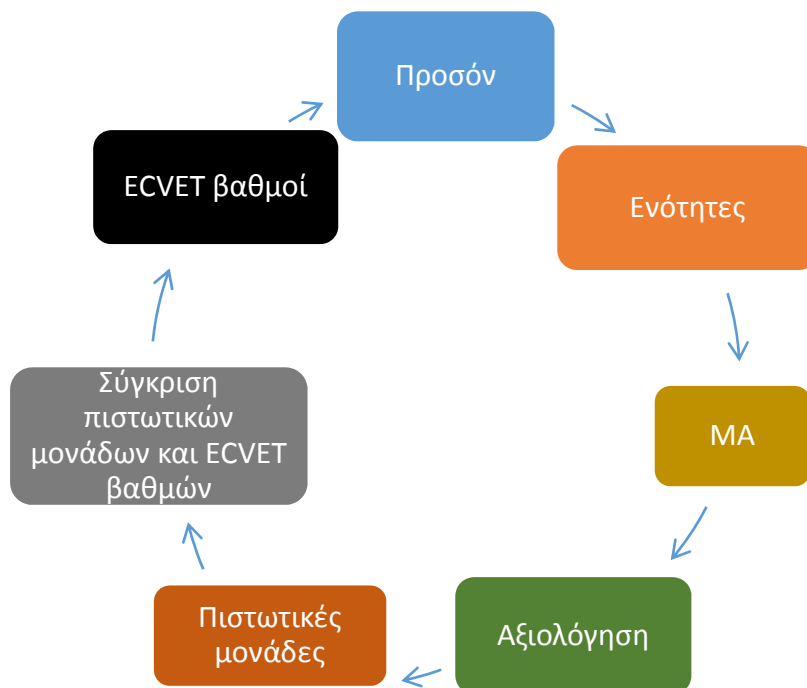 Προσόν
Ενότητες
ΜΑ
Αξιολόγηση
Πιστωτικές
μονάδες
Σύγκριση
πιστωτικών
μονάδων και ECVET
βαθμών
ECVET βαθμοί